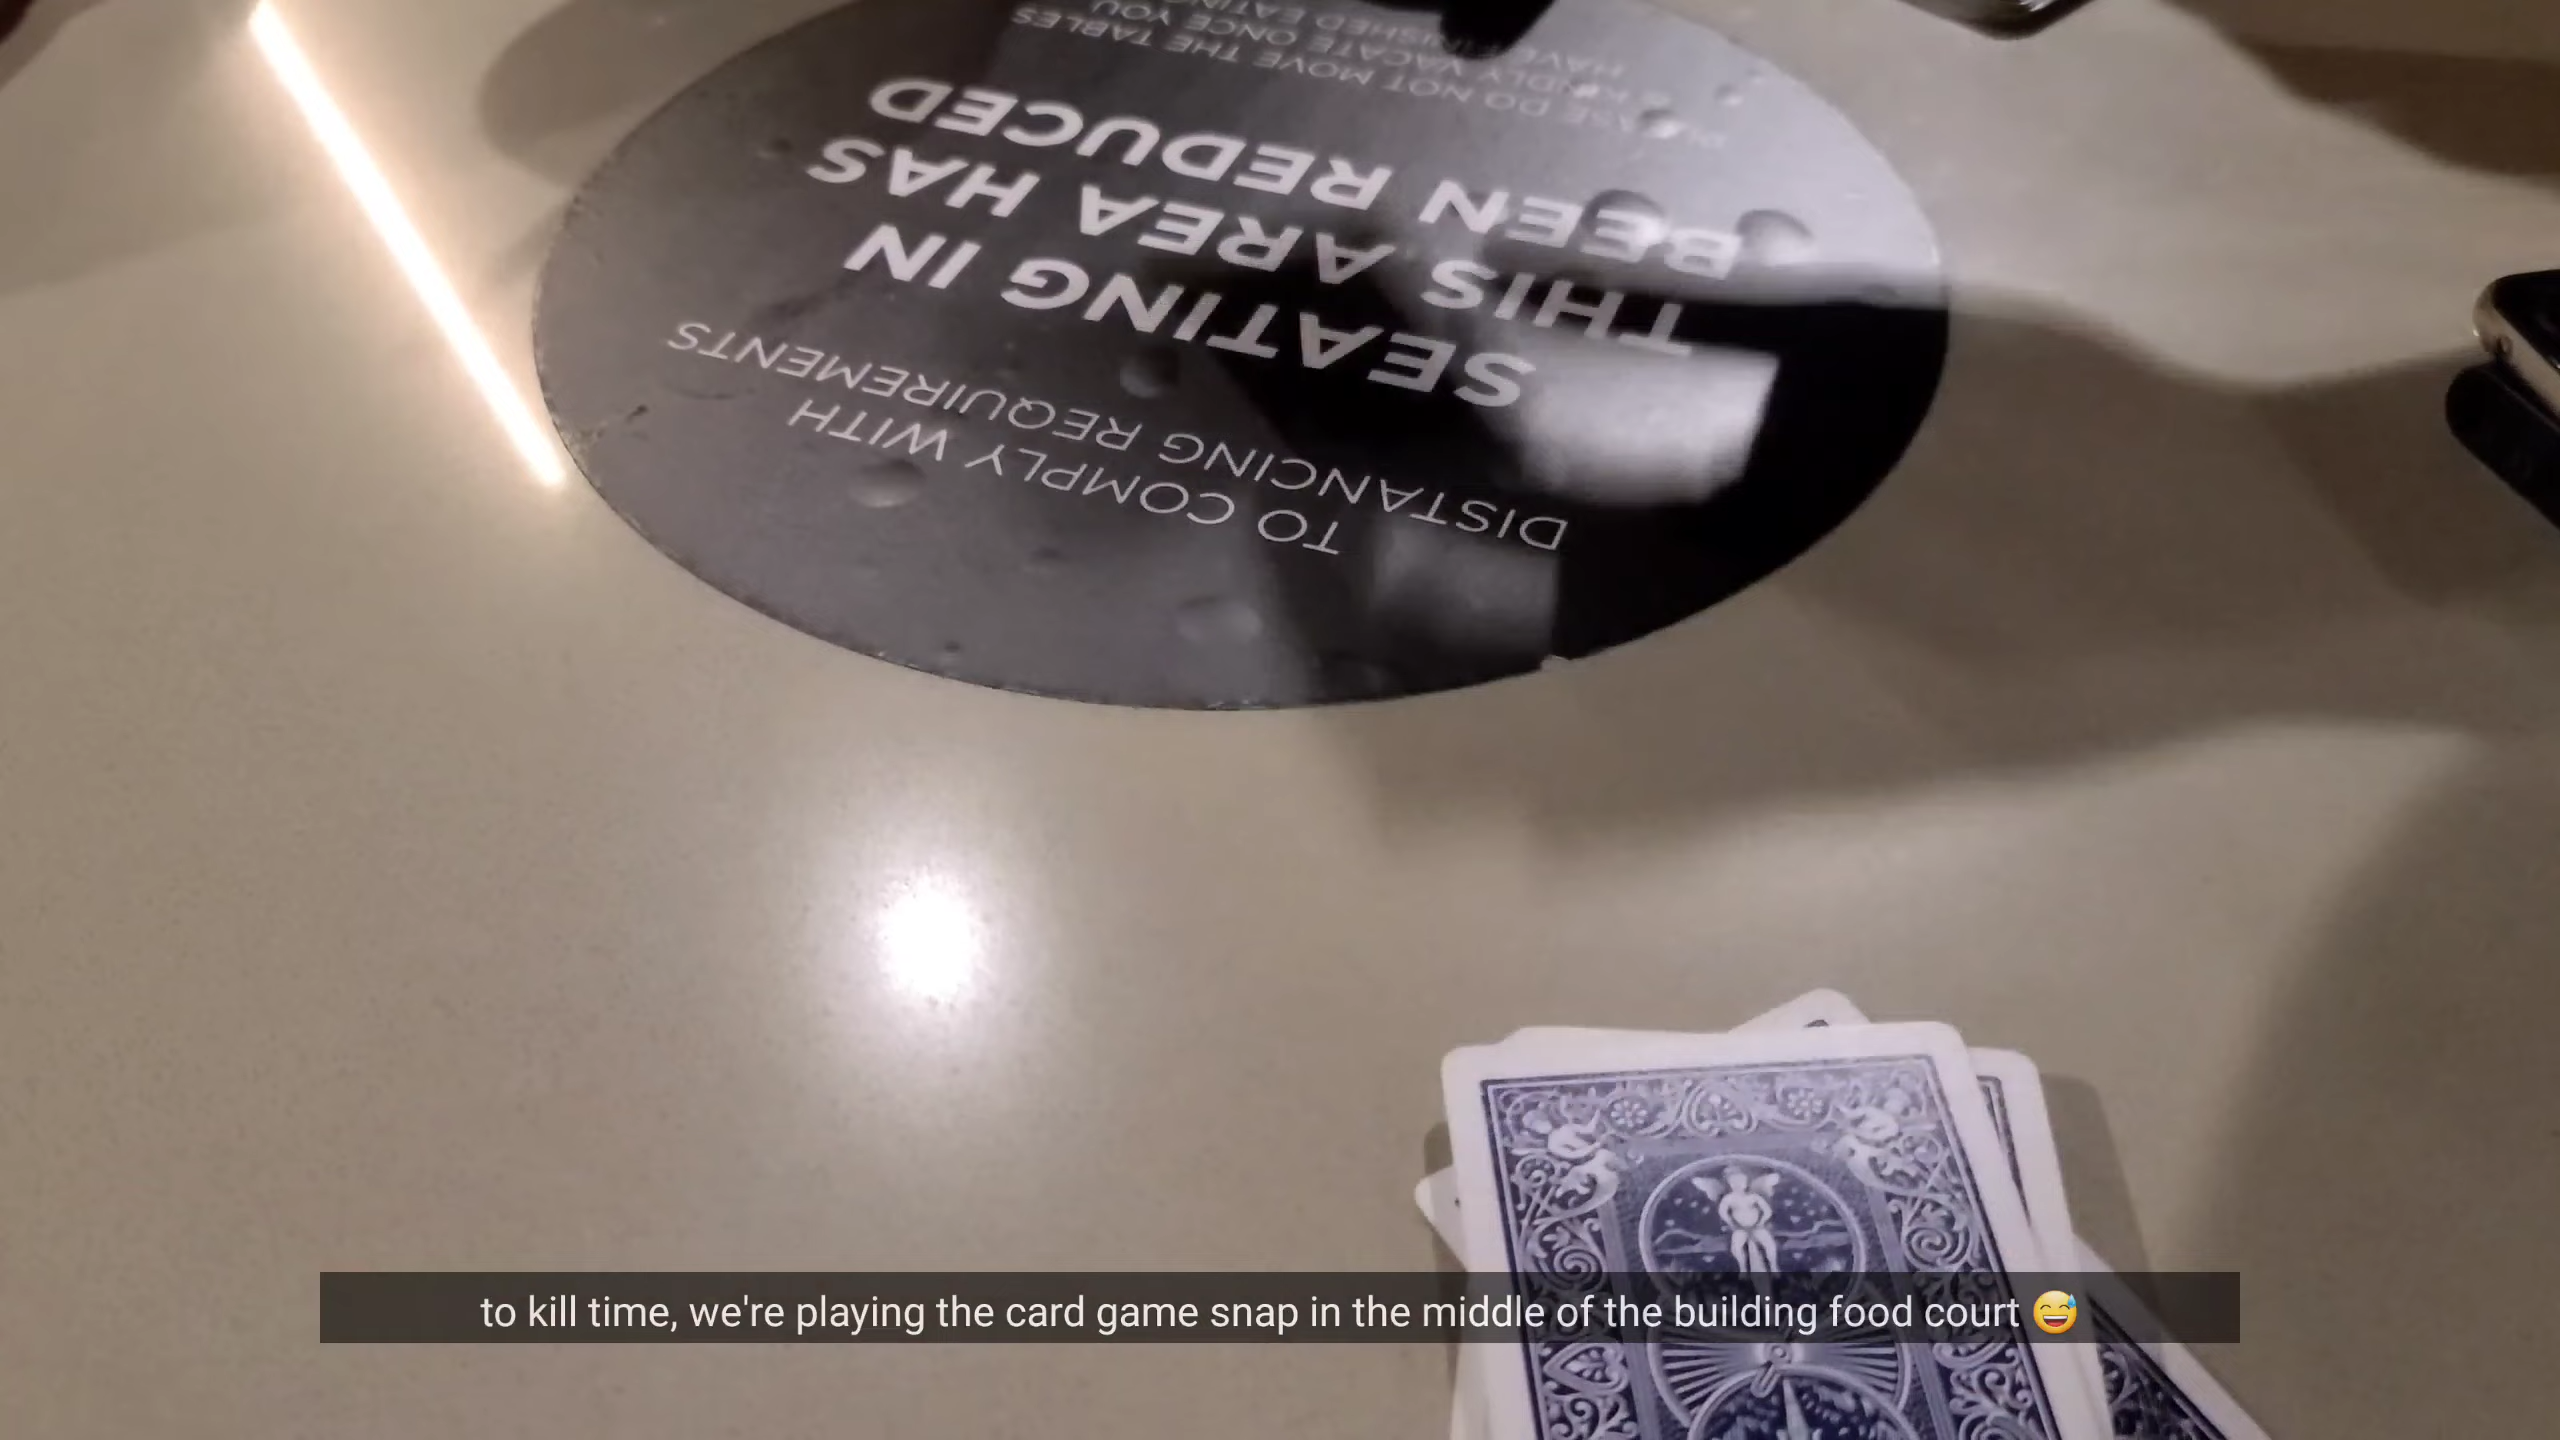 TO COMPLY WITH
DISTANCING REQUIREMENTS
SEATING IN
THIS AREA HAS
BEEN REDUCED
PLEASE DO NOT MOVE THE TABLES
& KINDLY VACATE ONCE YOU
HAVE FINISHED EATING
to kill time, we're playing the card game snap in the middle of the building food court 😅